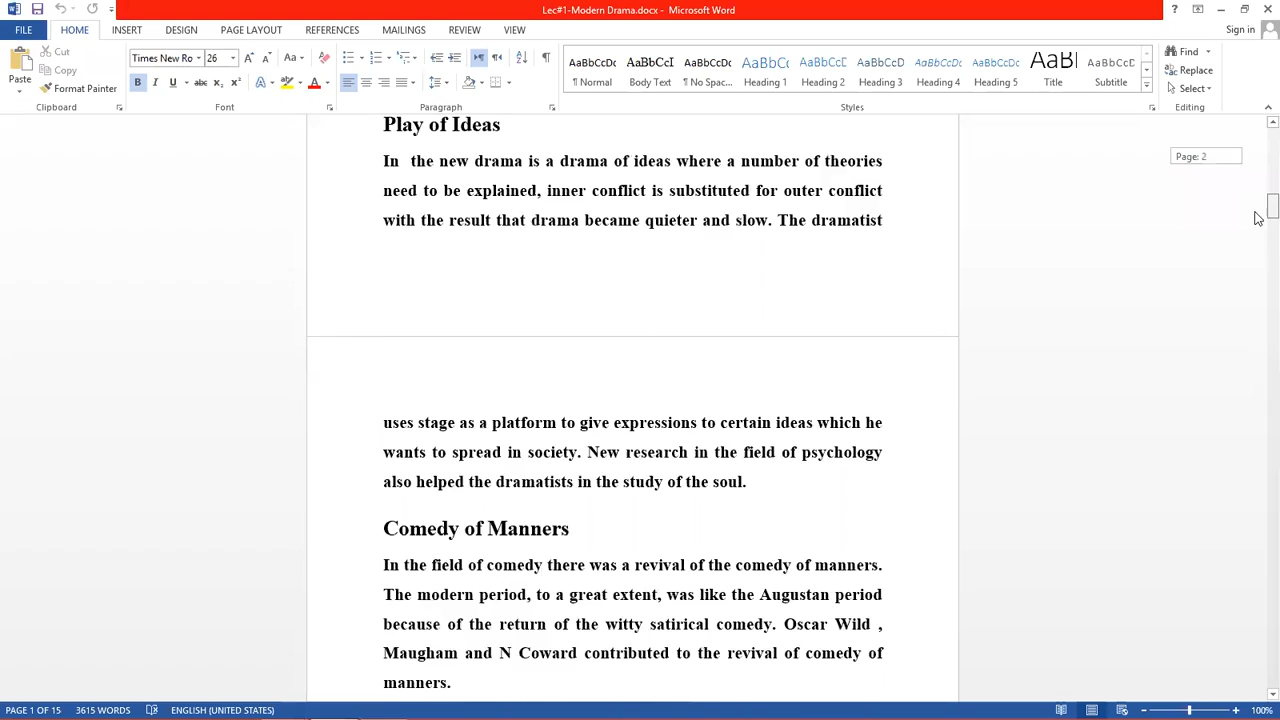 Lec#1-Modern Drama.docx - Microsoft Word
FILE HOME INSERT DESIGN PAGE LAYOUT REFERENCES MAILINGS REVIEW VIEW Sign in
Paste Cut Copy Format Painter
Clipboard
Times New Ro 26
Font
Paragraph
AaBbCcDc AaBbCcI AaBbCcDc AaBbC AaBbCcD AaBbCcDc AaBbCcDc AaBbCcDc AaBl AaBbCcD
¶ Normal Body Text ¶ No Spac... Heading 1 Heading 2 Heading 3 Heading 4 Heading 5 Title Subtitle
Styles
Find
Replace
Select
Editing
Play of Ideas
In the new drama is a drama of ideas where a number of theories
need to be explained, inner conflict is substituted for outer conflict
with the result that drama became quieter and slow. The dramatist
Page: 2
uses stage as a platform to give expressions to certain ideas which he
wants to spread in society. New research in the field of psychology
also helped the dramatists in the study of the soul.
Comedy of Manners
In the field of comedy there was a revival of the comedy of manners.
The modern period, to a great extent, was like the Augustan period
because of the return of the witty satirical comedy. Oscar Wild ,
Maugham and N Coward contributed to the revival of comedy of
manners.
PAGE 1 OF 15 3615 WORDS ENGLISH (UNITED STATES) 100%